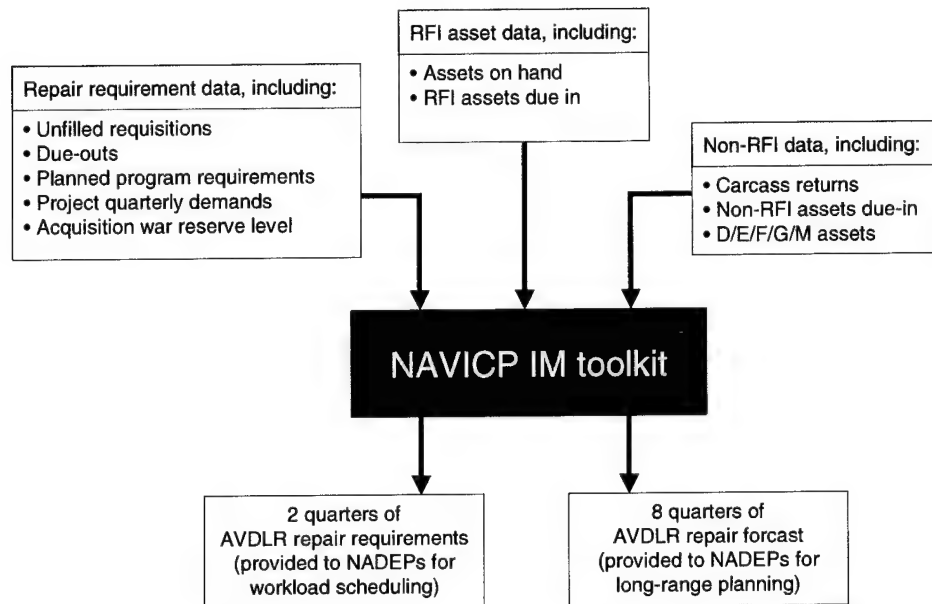 RFI asset data, including:
• Assets on hand
• RFI assets due in
Repair requirement data, including:
• Unfilled requisitions
• Due-outs
• Planned program requirements
• Project quarterly demands
• Acquisition war reserve level
Non-RFI data, including:
• Carcass returns
• Non-RFI assets due-in
• D/E/F/G/M assets
NAVICP IM toolkit
2 quarters of
AVDLR repair requirements
(provided to NADEPs for
workload scheduling)
8 quarters of
AVDLR repair forcast
(provided to NADEPs for
long-range planning)